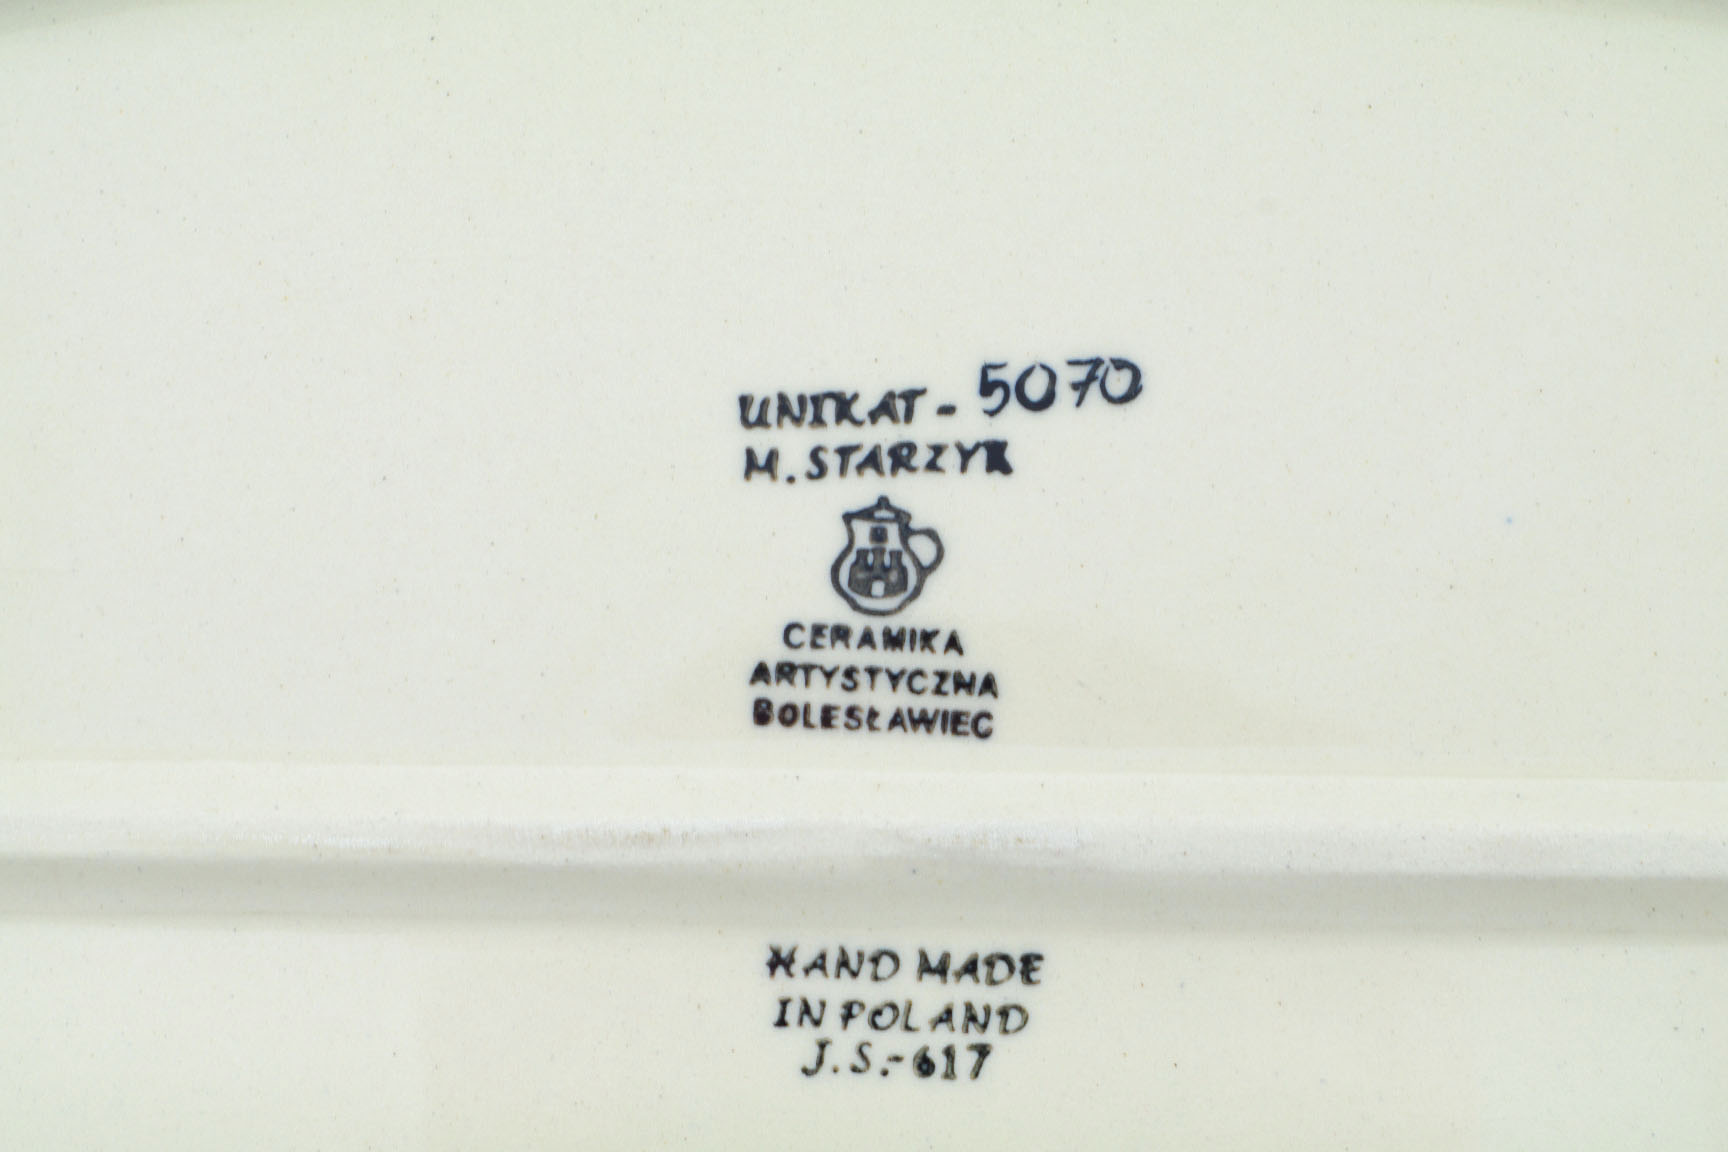 UNIKAT - 5070
M. STARZYK
CERAMIKA
ARTYSTYCZNA
BOLESŁAWIEC
HAND MADE
IN POLAND
J.S.-617